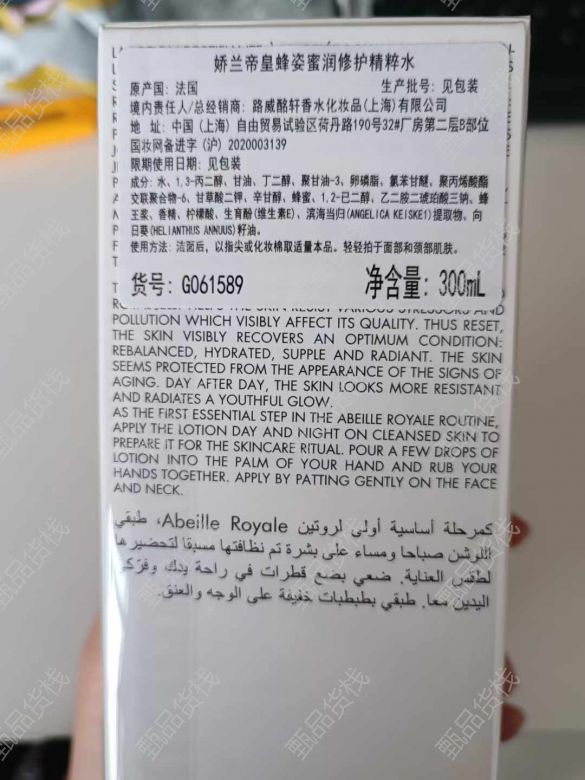 娇兰帝皇蜂姿蜜润修护精粹水
原产国：法国 生产批号：见包装
境内责任人/总经销商：路威酩轩香水化妆品(上海)有限公司
地 址：中国（上海）自由贸易试验区荷丹路190号32#厂房第二层B部位
国妆网备进字（沪）2020003139
限期使用日期：见包装
成分：水、1,3-丙二醇、甘油、丁二醇、聚甘油-3、卵磷脂、氯苯甘醚、聚丙烯酸酯
交联聚合物-6、甘草酸二钾、辛甘醇、蜂蜜、1,2-已二醇、乙二胺二琥珀酸三钠、蜂
王浆、香精、柠檬酸、生育酚(维生素E)、滨海当归(ANGELICA KEISKE1)提取物、向
日葵(HELIANTHUS ANNUUS)籽油。
使用方法：洁面后，以指尖或化妆棉取适量本品。轻轻拍于面部和颈部肌肤。
货号：G061589 净含量：300mL
POLLUTION WHICH VISIBLY AFFECT ITS QUALITY. THUS RESET,
THE SKIN VISIBLY RECOVERS AN OPTIMUM CONDITION:
REBALANCED, HYDRATED, SUPPLE AND RADIANT. THE SKIN
SEEMS PROTECTED FROM THE APPEARANCE OF THE SIGNS OF
AGING. DAY AFTER DAY, THE SKIN LOOKS MORE RESISTANT
AND RADIATES A YOUTHFUL GLOW.
AS THE FIRST ESSENTIAL STEP IN THE ABEILLE ROYALE ROUTINE,
APPLY THE LOTION DAY AND NIGHT ON CLEANSED SKIN TO
PREPARE IT FOR THE SKINCARE RITUAL. POUR A FEW DROPS OF
LOTION INTO THE PALM OF YOUR HAND AND RUB YOUR
HANDS TOGETHER. APPLY BY PATTING GENTLY ON THE FACE
AND NECK.
كمرحلة أساسية أولى لروتين Abeille Royale، طبقي
اللوشن صباحا ومساء على بشرة تم نظافتها مسبقا لتحضيرها
لطقس العناية. ضعي بضع قطرات في راحة يدك وفرّكي
اليدين معا. طبقي بطبطبات خفيفة على الوجه والعنق.
甄品货栈